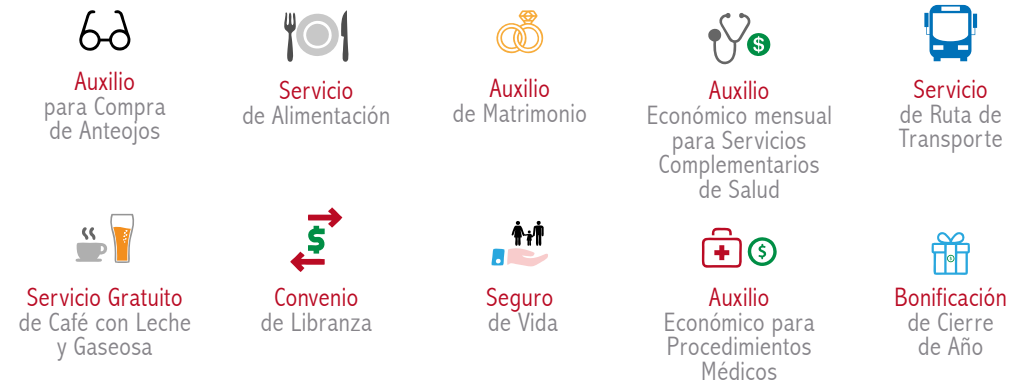 Auxilio
para Compra
de Anteojos
Servicio
de Alimentación
Auxilio
de Matrimonio
$
Auxilio
Económico mensual
para Servicios
Complementarios
de Salud
Servicio
de Ruta de
Transporte
Servicio Gratuito
de Café con Leche
y Gaseosa
$
Convenio
de Libranza
Seguro
de Vida
$
Auxilio
Económico para
Procedimientos
Médicos
$
Bonificación
de Cierre
de Año